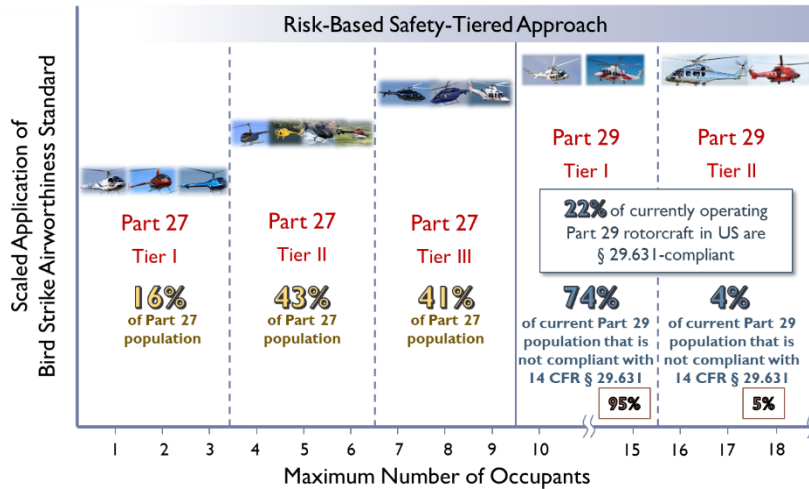 Risk-Based Safety-Tiered Approach
Scaled Application of
Bird Strike Airworthiness Standard
Part 27
Tier I
16%
of Part 27
population
Part 27
Tier II
43%
of Part 27
population
Part 27
Tier III
41%
of Part 27
population
Part 29
Tier I
Part 29
Tier II
22% of currently operating
Part 29 rotorcraft in US are
§ 29.631-compliant
74%
of current Part 29
population that is
not compliant with
14 CFR § 29.631
95%
4%
of current Part 29
population that is
not compliant with
14 CFR § 29.631
5%
1 2 3 4 5 6 7 8 9 10 15 16 17 18
Maximum Number of Occupants